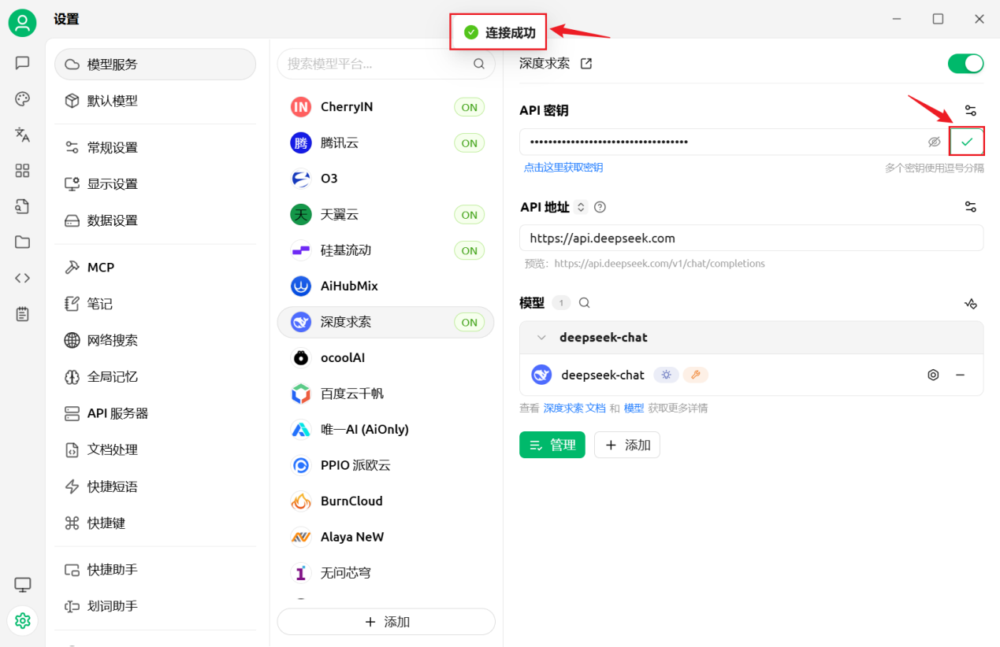 设置
连接成功
模型服务
默认模型
常规设置
显示设置
数据设置
MCP
笔记
网络搜索
全局记忆
API 服务器
文档处理
快捷短语
快捷键
快捷助手
划词助手
搜索模型平台...
IN CherryIN ON
腾 腾讯云 ON
O3
天 天翼云 ON
硅基流动 ON
AiHubMix
深度求索 ON
ocoolAI
百度云千帆
唯一AI (AiOnly)
PPIO 派欧云
BurnCloud
Alaya NeW
无问芯穹
添加
深度求索
API 密钥
••••••••••••••••••••••••••••••••••••
点击这里获取密钥
多个密钥使用逗号分隔
API 地址
https://api.deepseek.com
预览：https://api.deepseek.com/v1/chat/completions
模型 1
deepseek-chat
deepseek-chat
查看 深度求索 文档 和 模型 获取更多详情
管理
添加